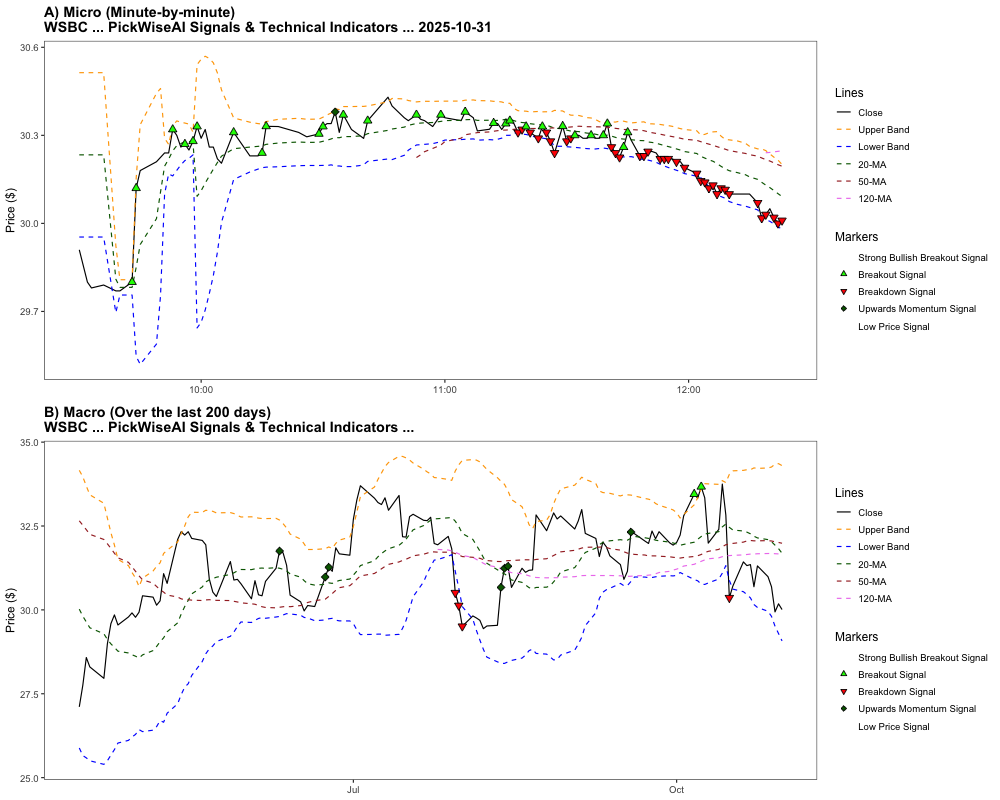 A) Micro (Minute-by-minute)
WSBC ... PickWiseAI Signals & Technical Indicators ... 2025-10-31
30.6
30.3
30.0
29.7
Price ($)
10:00
11:00
12:00
Lines
Close
Upper Band
Lower Band
20-MA
50-MA
120-MA
Markers
Strong Bullish Breakout Signal
Breakout Signal
Breakdown Signal
Upwards Momentum Signal
Low Price Signal
B) Macro (Over the last 200 days)
WSBC ... PickWiseAI Signals & Technical Indicators ...
35.0
32.5
30.0
27.5
25.0
Price ($)
Jul
Oct
Lines
Close
Upper Band
Lower Band
20-MA
50-MA
120-MA
Markers
Strong Bullish Breakout Signal
Breakout Signal
Breakdown Signal
Upwards Momentum Signal
Low Price Signal